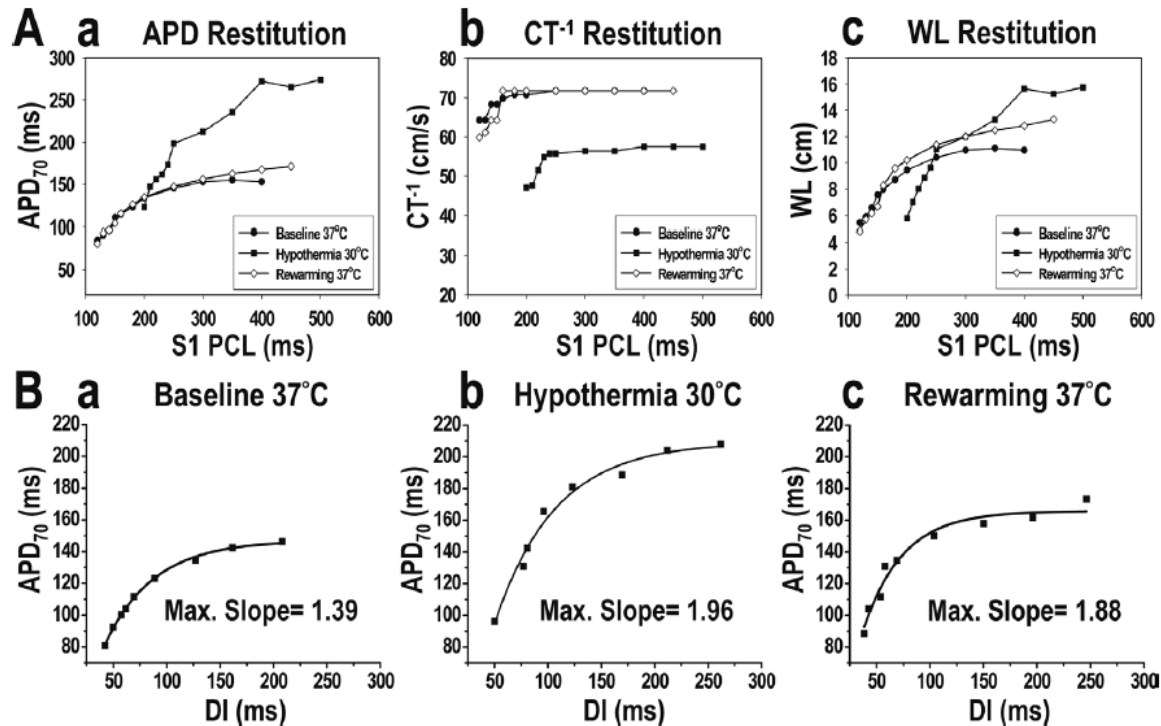 A a APD Restitution
APD70 (ms)
300
250
200
150
100
50
Baseline 37°C
Hypothermia 30°C
Rewarming 37°C
100 200 300 400 500 600
S1 PCL (ms)
b CT-1 Restitution
CT-1 (cm/s)
80
70
60
50
40
30
20
Baseline 37°C
Hypothermia 30°C
Rewarming 37°C
100 200 300 400 500 600
S1 PCL (ms)
c WL Restitution
WL (cm)
18
16
14
12
10
8
6
4
2
0
Baseline 37°C
Hypothermia 30°C
Rewarming 37°C
100 200 300 400 500 600
S1 PCL (ms)
B a Baseline 37°C
APD70 (ms)
220
200
180
160
140
120
100
80
Max. Slope= 1.39
50 100 150 200 250 300
DI (ms)
b Hypothermia 30°C
APD70 (ms)
220
200
180
160
140
120
100
80
Max. Slope= 1.96
50 100 150 200 250 300
DI (ms)
c Rewarming 37°C
APD70 (ms)
220
200
180
160
140
120
100
80
Max. Slope= 1.88
50 100 150 200 250 300
DI (ms)